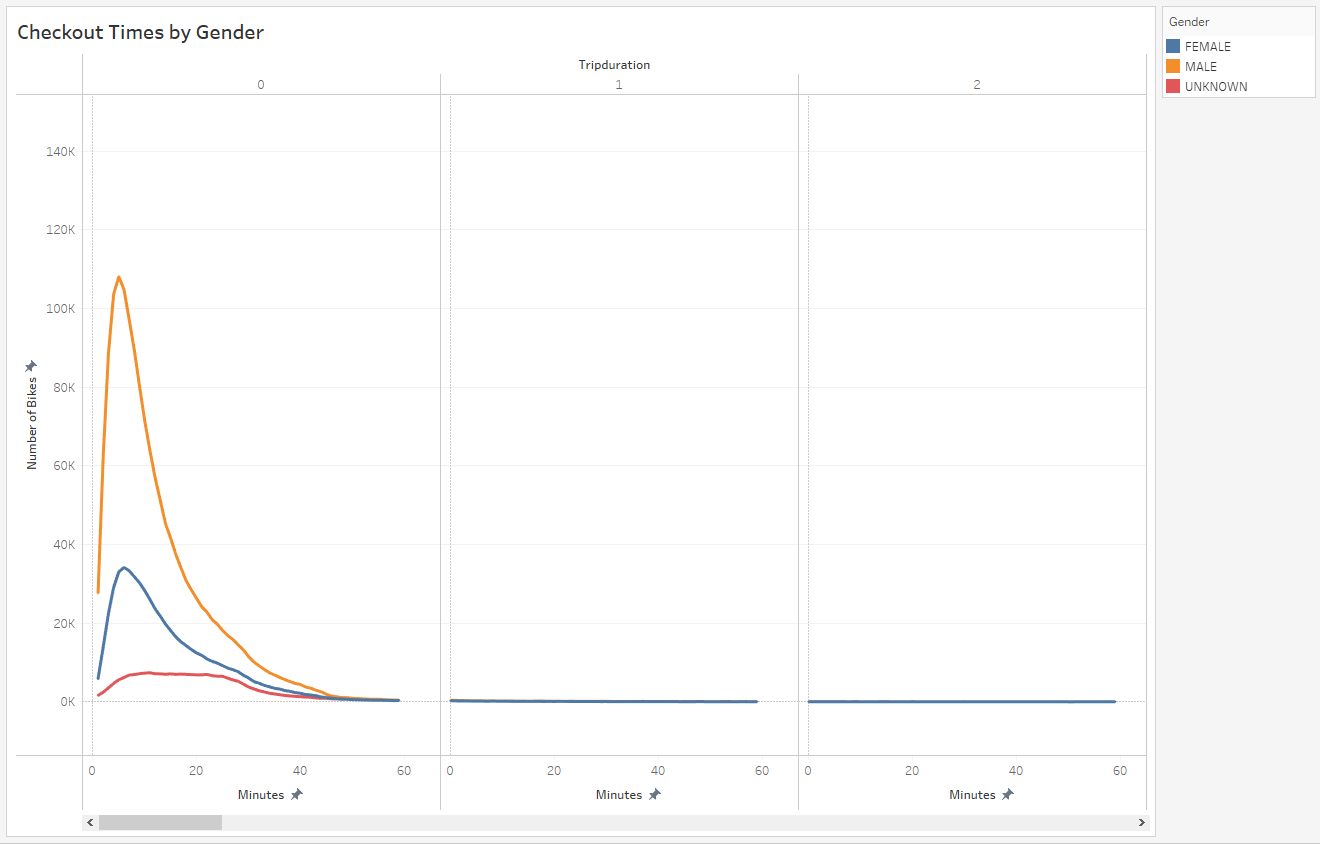 Checkout Times by Gender
Gender
FEMALE
MALE
UNKNOWN
Tripduration
0 1 2
140K
120K
100K
80K
60K
40K
20K
0K
Number of Bikes
0 20 40 60 0 20 40 60 0 20 40 60
Minutes Minutes Minutes